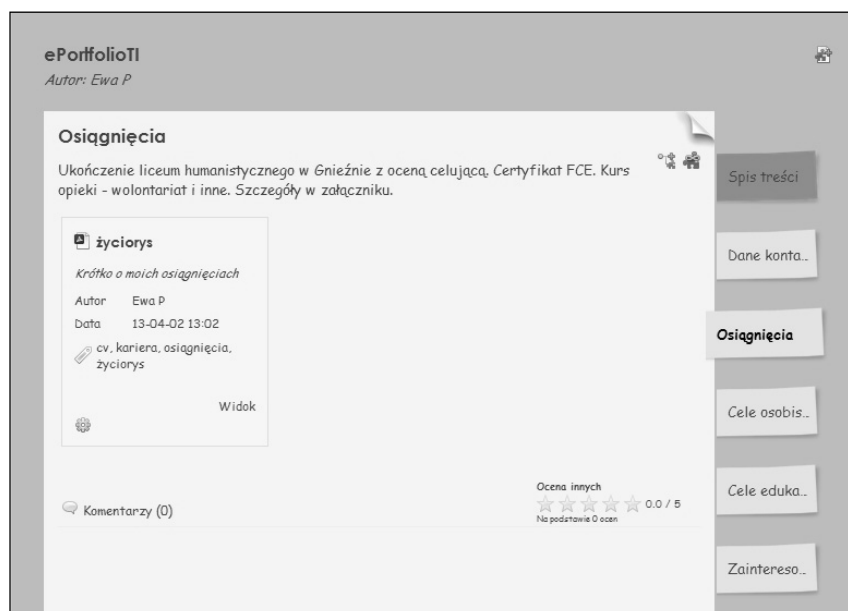 ePortfolioTI
Autor: Ewa P
Osiągnięcia
Ukończenie liceum humanistycznego w Gnieźnie z oceną celującą, Certyfikat FCE. Kurs
opieki - wolontariat i inne. Szczegóły w załączniku.
życiorys
Krótko o moich osiągnięciach
Autor Ewa P
Data 13-04-02 13:02
cv, kariera, osiągnięcia,
życiorys
Widok
Komentarzy (0)
Ocena innych
0.0 / 5
Na podstawie 0 ocen
Spis treści
Dane konta...
Osiągnięcia
Cele osobis...
Cele eduka...
Zaintereso...